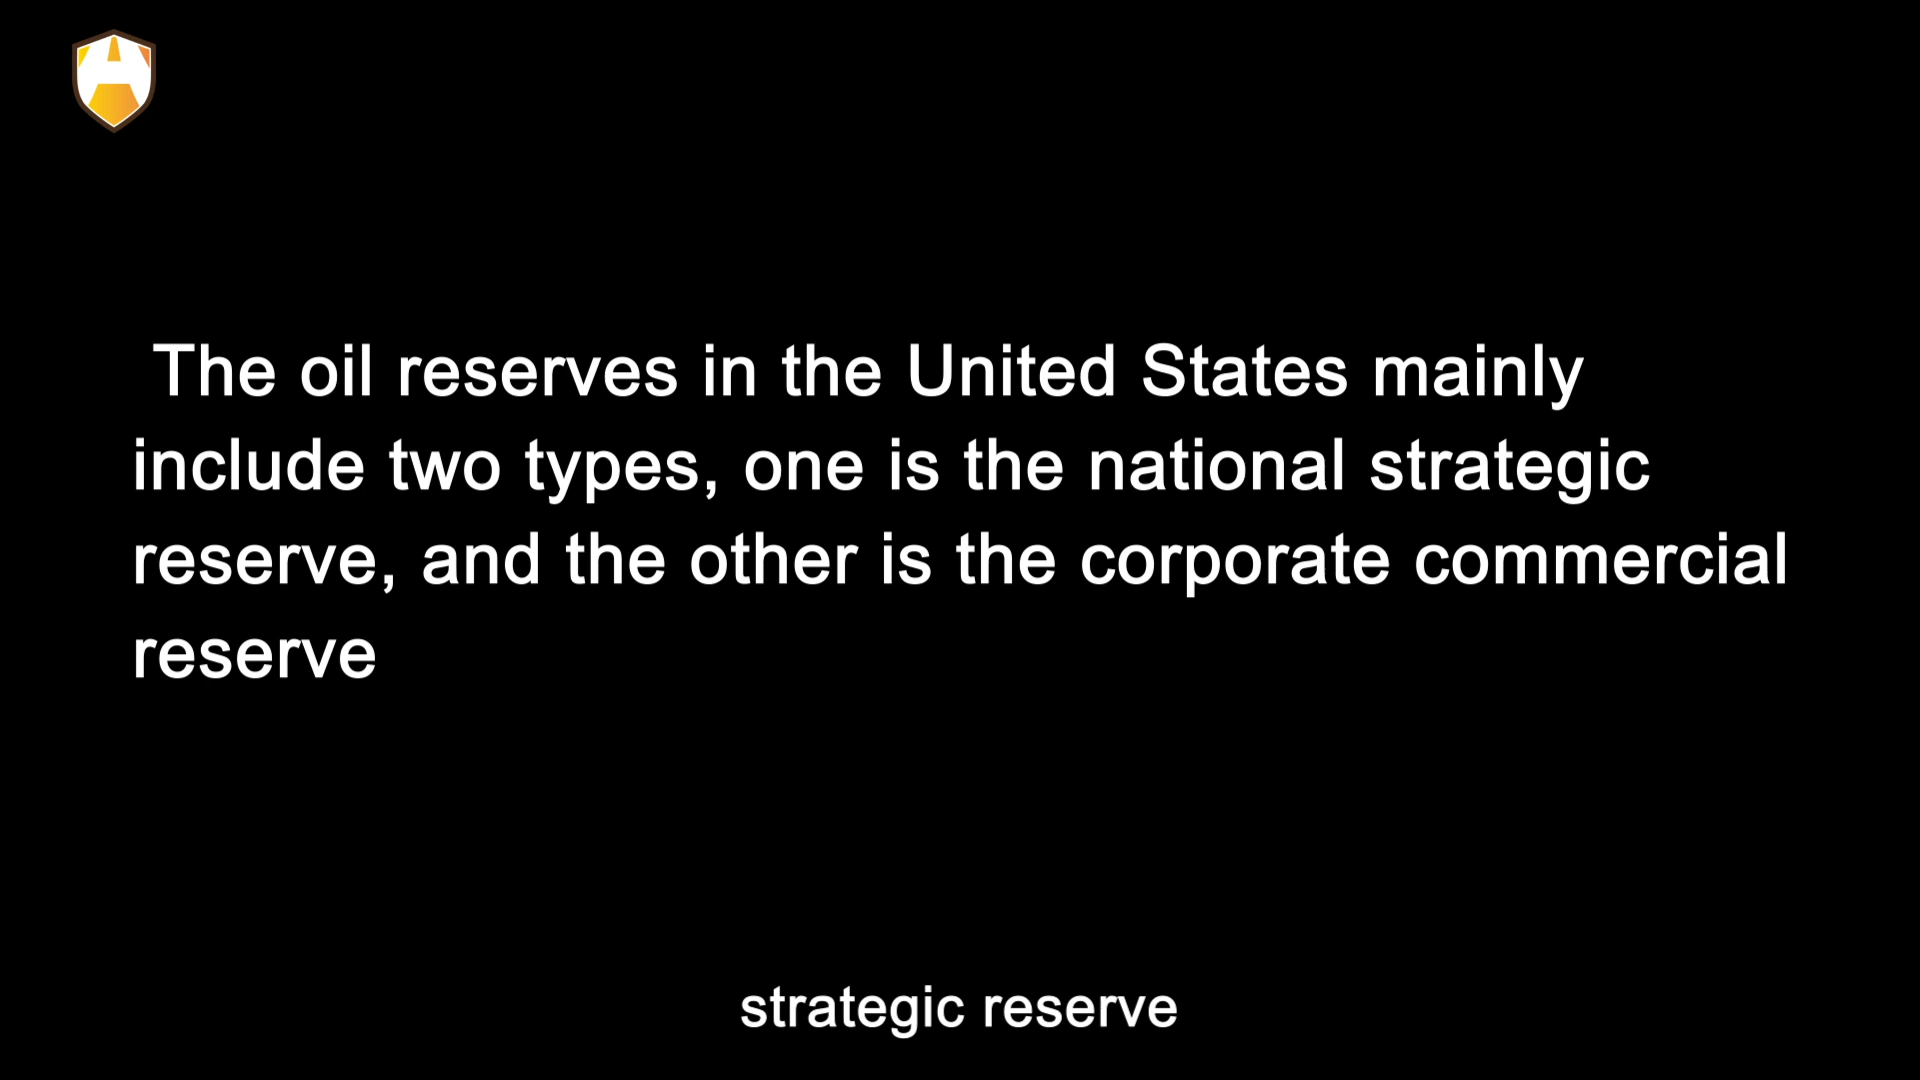 The oil reserves in the United States mainly
include two types, one is the national strategic
reserve, and the other is the corporate commercial
reserve
strategic reserve